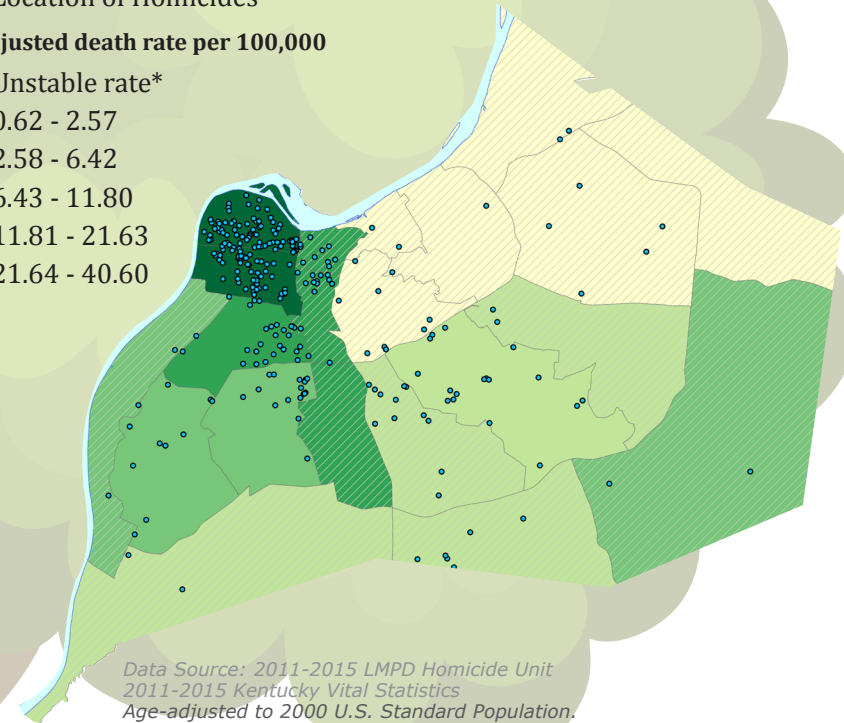 Location of Homicides
justed death rate per 100,000
Unstable rate*
0.62 - 2.57
2.58 - 6.42
6.43 - 11.80
11.81 - 21.63
21.64 - 40.60
Data Source: 2011-2015 LMPD Homicide Unit
2011-2015 Kentucky Vital Statistics
Age-adjusted to 2000 U.S. Standard Population.